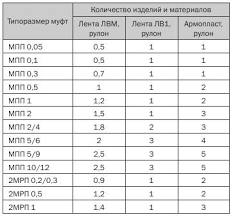 Типоразмер муфт
Количество изделий и материалов
Лента ЛВМ, рулон
Лента ЛВ1, рулон
Армопласт, рулон
МПП 0,05 0,5 1 1
МПП 0,1 0,5 1 1
МПП 0,3 0,7 1 1
МПП 0,5 1 1 2
МПП 1 1,2 1 2
МПП 2 1,5 1 3
МПП 2/4 1,8 2 3
МПП 5/6 2 3 4
МПП 5/9 2,5 3 5
МПП 10/12 2,5 3 5
2МРП 0,2/0,3 0,9 1 2
2МРП 0,5 1,2 1 2
2МРП 1 1,4 1 3